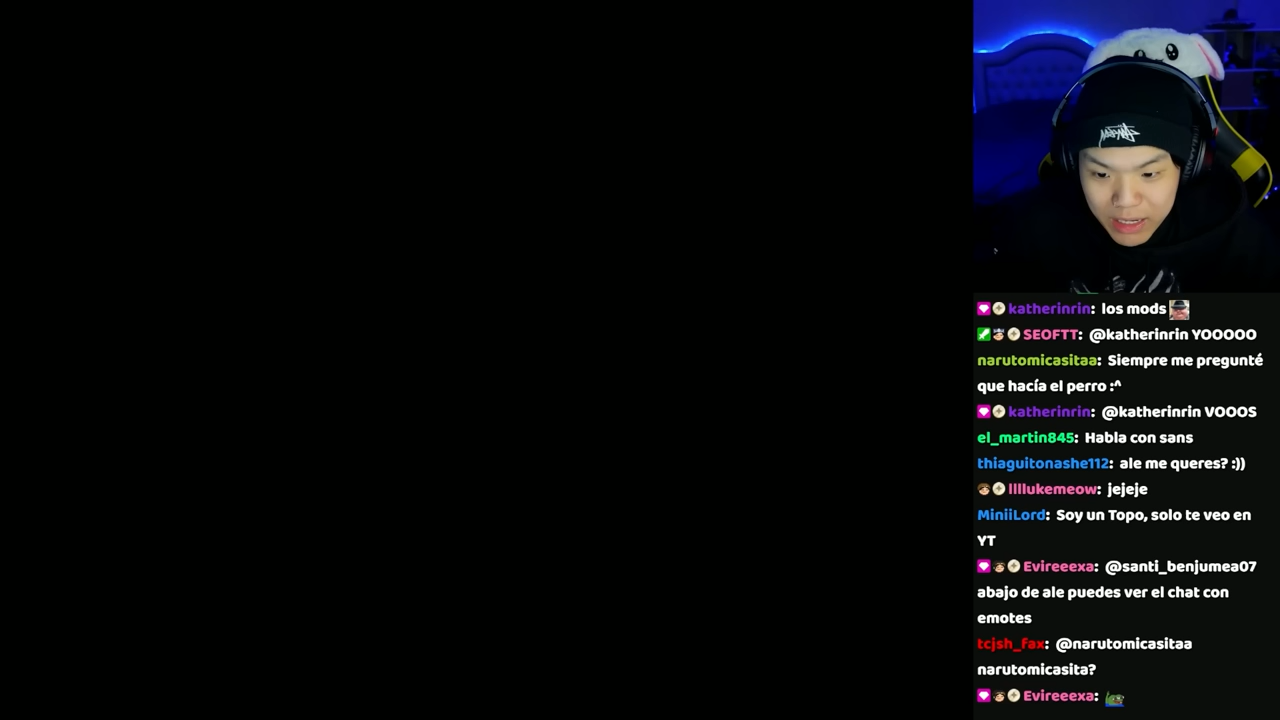 katherinrin: los mods
SEOFTT: @katherinrin YOOOOO
narutomicasitaa: Siempre me pregunté
que hacía el perro :^
katherinrin: @katherinrin VOOOS
el_martin845: Habla con sans
thiaguitonashe112: ale me queres? :))
llllukemeow: jejeje
MiniiLord: Soy un Topo, solo te veo en
YT
Evireeexa: @santi_benjumea07
abajo de ale puedes ver el chat con
emotes
tcjsh_fax: @narutomicasitaa
narutomicasita?
Evireeexa: